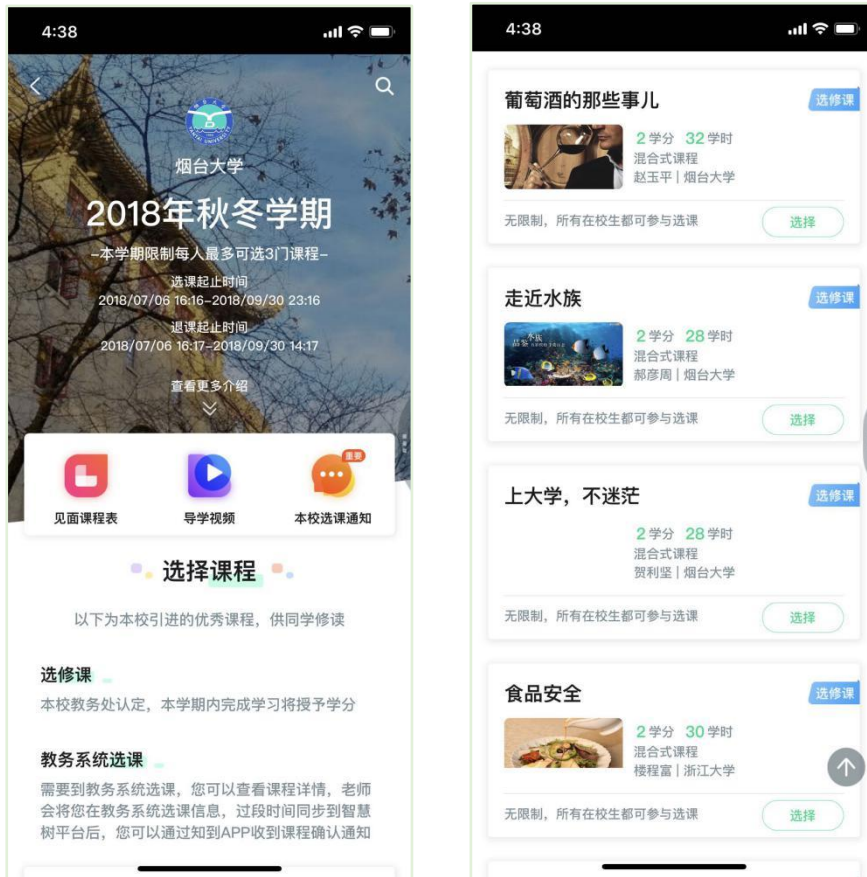 4:38
烟台大学
2018年秋冬学期
-本学期限制每人最多可选3门课程-
选课起止时间
2018/07/06 16:16-2018/09/30 23:16
退课起止时间
2018/07/06 16:17-2018/09/30 14:17
查看更多介绍
重要
见面课程表
导学视频
本校选课通知
选择课程
以下为本校引进的优秀课程，供同学修读
选修课
本校教务处认定，本学期内完成学习将授予学分
教务系统选课
需要到教务系统选课，您可以查看课程详情，老师
会将您在教务系统选课信息，过段时间同步到智慧
树平台后，您可以通过知到APP收到课程确认通知
4:38
葡萄酒的那些事儿
选修课
2学分 32学时
混合式课程
赵玉平 | 烟台大学
无限制，所有在校生都可参与选课
选择
走近水族
选修课
2学分 28学时
混合式课程
郝彦周 | 烟台大学
无限制，所有在校生都可参与选课
选择
上大学，不迷茫
选修课
2学分 28学时
混合式课程
贺利坚 | 烟台大学
无限制，所有在校生都可参与选课
选择
食品安全
选修课
2学分 30学时
混合式课程
楼程富 | 浙江大学
无限制，所有在校生都可参与选课
选择